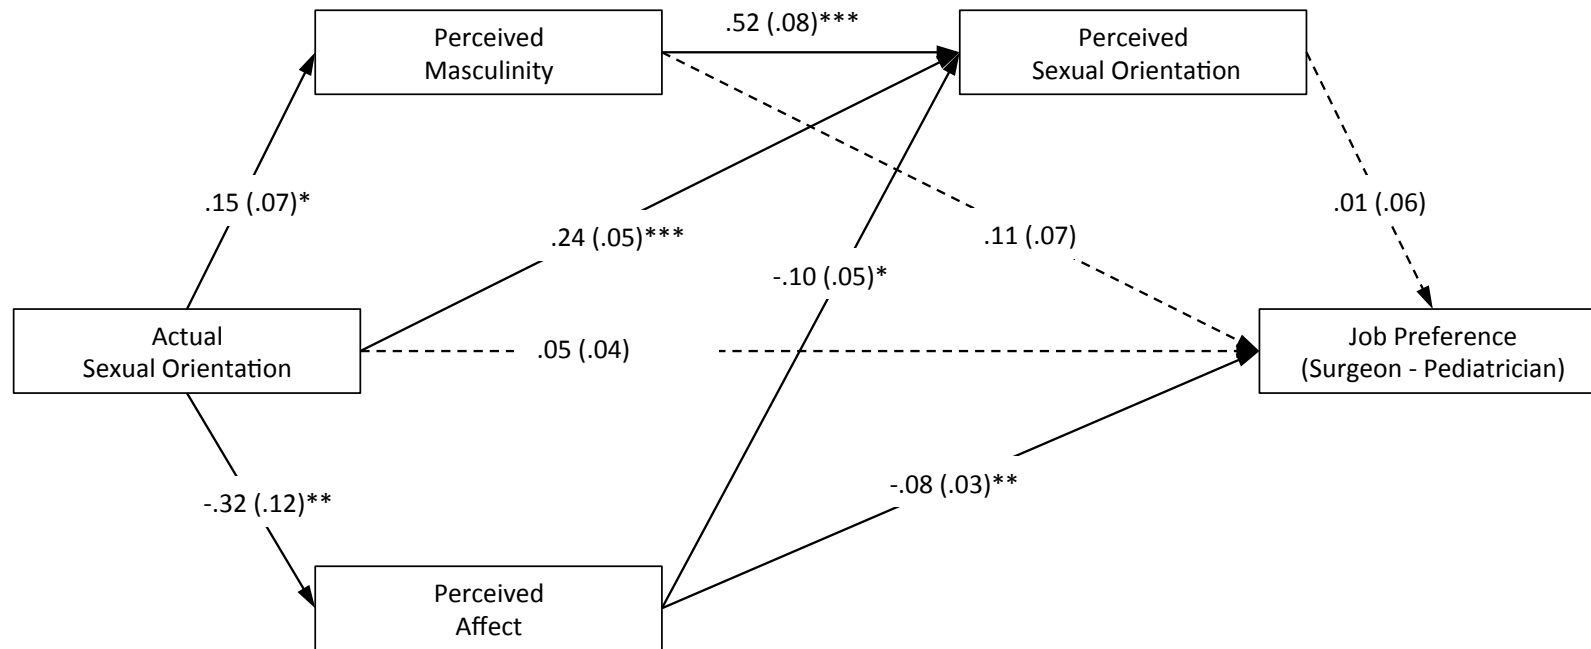 Perceived
Masculinity
.52 (.08)***
Perceived
Sexual Orientation
.15 (.07)*
.24 (.05)***
-.10 (.05)*
.11 (.07)
.01 (.06)
Actual
Sexual Orientation
.05 (.04)
Job Preference
(Surgeon - Pediatrician)
-.32 (.12)**
-.08 (.03)**
Perceived
Affect